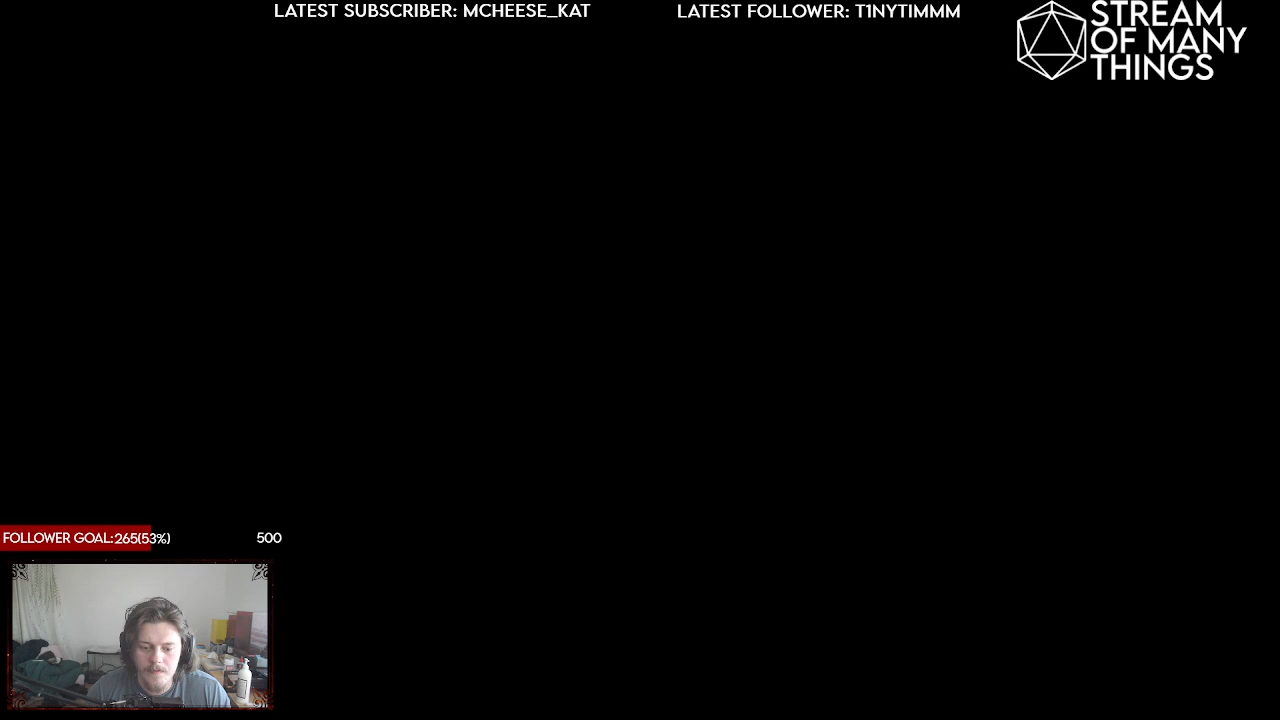 LATEST SUBSCRIBER: MCHEESE_KAT
LATEST FOLLOWER: T1NYTIMMM
STREAM
OF MANY
THINGS
FOLLOWER GOAL: 265(53%) 500